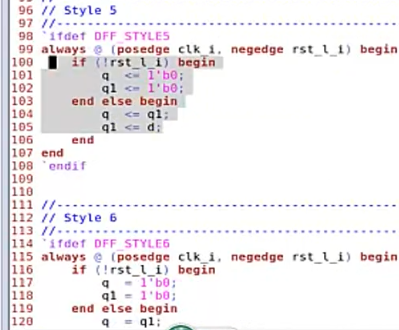 96 // Style 5
97 //----------------------------------------
98 `ifdef DFF_STYLE5
99 always @ (posedge clk_i, negedge rst_l_i) begin
100 if (!rst_l_i) begin
101 q <= 1'b0;
102 q1 <= 1'b0;
103 end else begin
104 q <= q1;
105 q1 <= d;
106 end
107 end
108 `endif
109
110
111 //----------------------------------------
112 // Style 6
113 //----------------------------------------
114 `ifdef DFF_STYLE6
115 always @ (posedge clk_i, negedge rst_l_i) begin
116 if (!rst_l_i) begin
117 q = 1'b0;
118 q1 = 1'b0;
119 end else begin
120 q = q1;